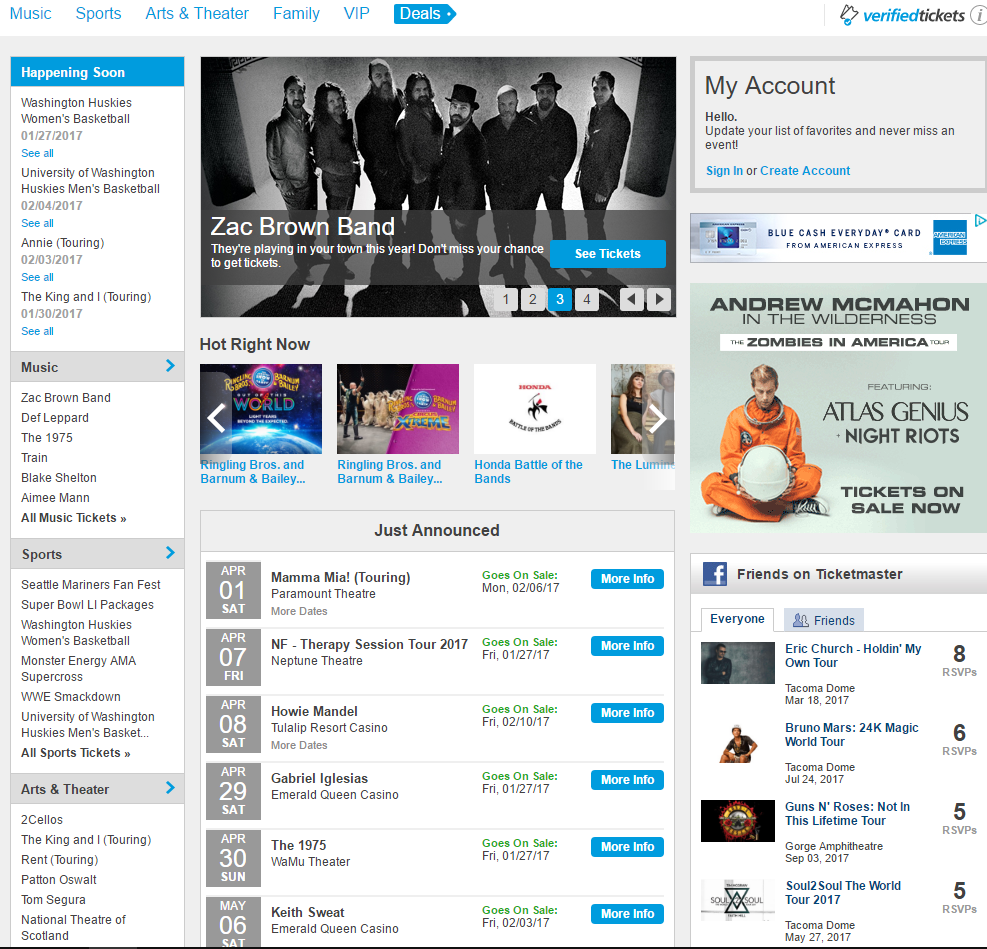 Music Sports Arts & Theater Family VIP Deals
verifiedtickets i
Happening Soon
Washington Huskies
Women's Basketball
01/27/2017
See all
University of Washington
Huskies Men's Basketball
02/04/2017
See all
Annie (Touring)
02/03/2017
See all
The King and I (Touring)
01/30/2017
See all
Music
Zac Brown Band
Def Leppard
The 1975
Train
Blake Shelton
Aimee Mann
All Music Tickets »
Sports
Seattle Mariners Fan Fest
Super Bowl LI Packages
Washington Huskies
Women's Basketball
Monster Energy AMA
Supercross
WWE Smackdown
University of Washington
Huskies Men's Basket...
All Sports Tickets »
Arts & Theater
2Cellos
The King and I (Touring)
Rent (Touring)
Patton Oswalt
Tom Segura
National Theatre of
Scotland
Zac Brown Band
They're playing in your town this year! Don't miss your chance
to get tickets.
See Tickets
1 2 3 4
Hot Right Now
RINGLING BROS. BARNUM & BAILEY
OUT OF THIS
WORLD
LIGHT YEARS
BEYOND THE EXPECTED!
Ringling Bros. and
Barnum & Bailey...
RINGLING BROS. BARNUM & BAILEY
CIRCUS
XTREME
Ringling Bros. and
Barnum & Bailey...
HONDA
BATTLE OF THE BANDS
Honda Battle of the
Bands
The Lumine
Just Announced
APR
01
SAT
Mamma Mia! (Touring)
Paramount Theatre
More Dates
Goes On Sale:
Mon, 02/06/17
More Info
APR
07
FRI
NF - Therapy Session Tour 2017
Neptune Theatre
Goes On Sale:
Fri, 01/27/17
More Info
APR
08
SAT
Howie Mandel
Tulalip Resort Casino
More Dates
Goes On Sale:
Fri, 02/10/17
More Info
APR
29
SAT
Gabriel Iglesias
Emerald Queen Casino
Goes On Sale:
Fri, 01/27/17
More Info
APR
30
SUN
The 1975
WaMu Theater
Goes On Sale:
Fri, 01/27/17
More Info
MAY
06
SAT
Keith Sweat
Emerald Queen Casino
Goes On Sale:
Fri, 02/03/17
More Info
My Account
Hello.
Update your list of favorites and never miss an
event!
Sign In or Create Account
BLUE CASH EVERYDAY® CARD
FROM AMERICAN EXPRESS
AMERICAN
EXPRESS
ANDREW MCMAHON
IN THE WILDERNESS
THE ZOMBIES IN AMERICA TOUR
FEATURING:
ATLAS GENIUS
+ NIGHT RIOTS
TICKETS ON
SALE NOW
f Friends on Ticketmaster
Everyone Friends
Eric Church - Holdin' My
Own Tour
Tacoma Dome
Mar 18, 2017
8
RSVPs
Bruno Mars: 24K Magic
World Tour
Tacoma Dome
Jul 24, 2017
6
RSVPs
Guns N' Roses: Not In
This Lifetime Tour
Gorge Amphitheatre
Sep 03, 2017
5
RSVPs
SOUL2SOUL
Soul2Soul The World
Tour 2017
Tacoma Dome
May 27, 2017
5
RSVPs